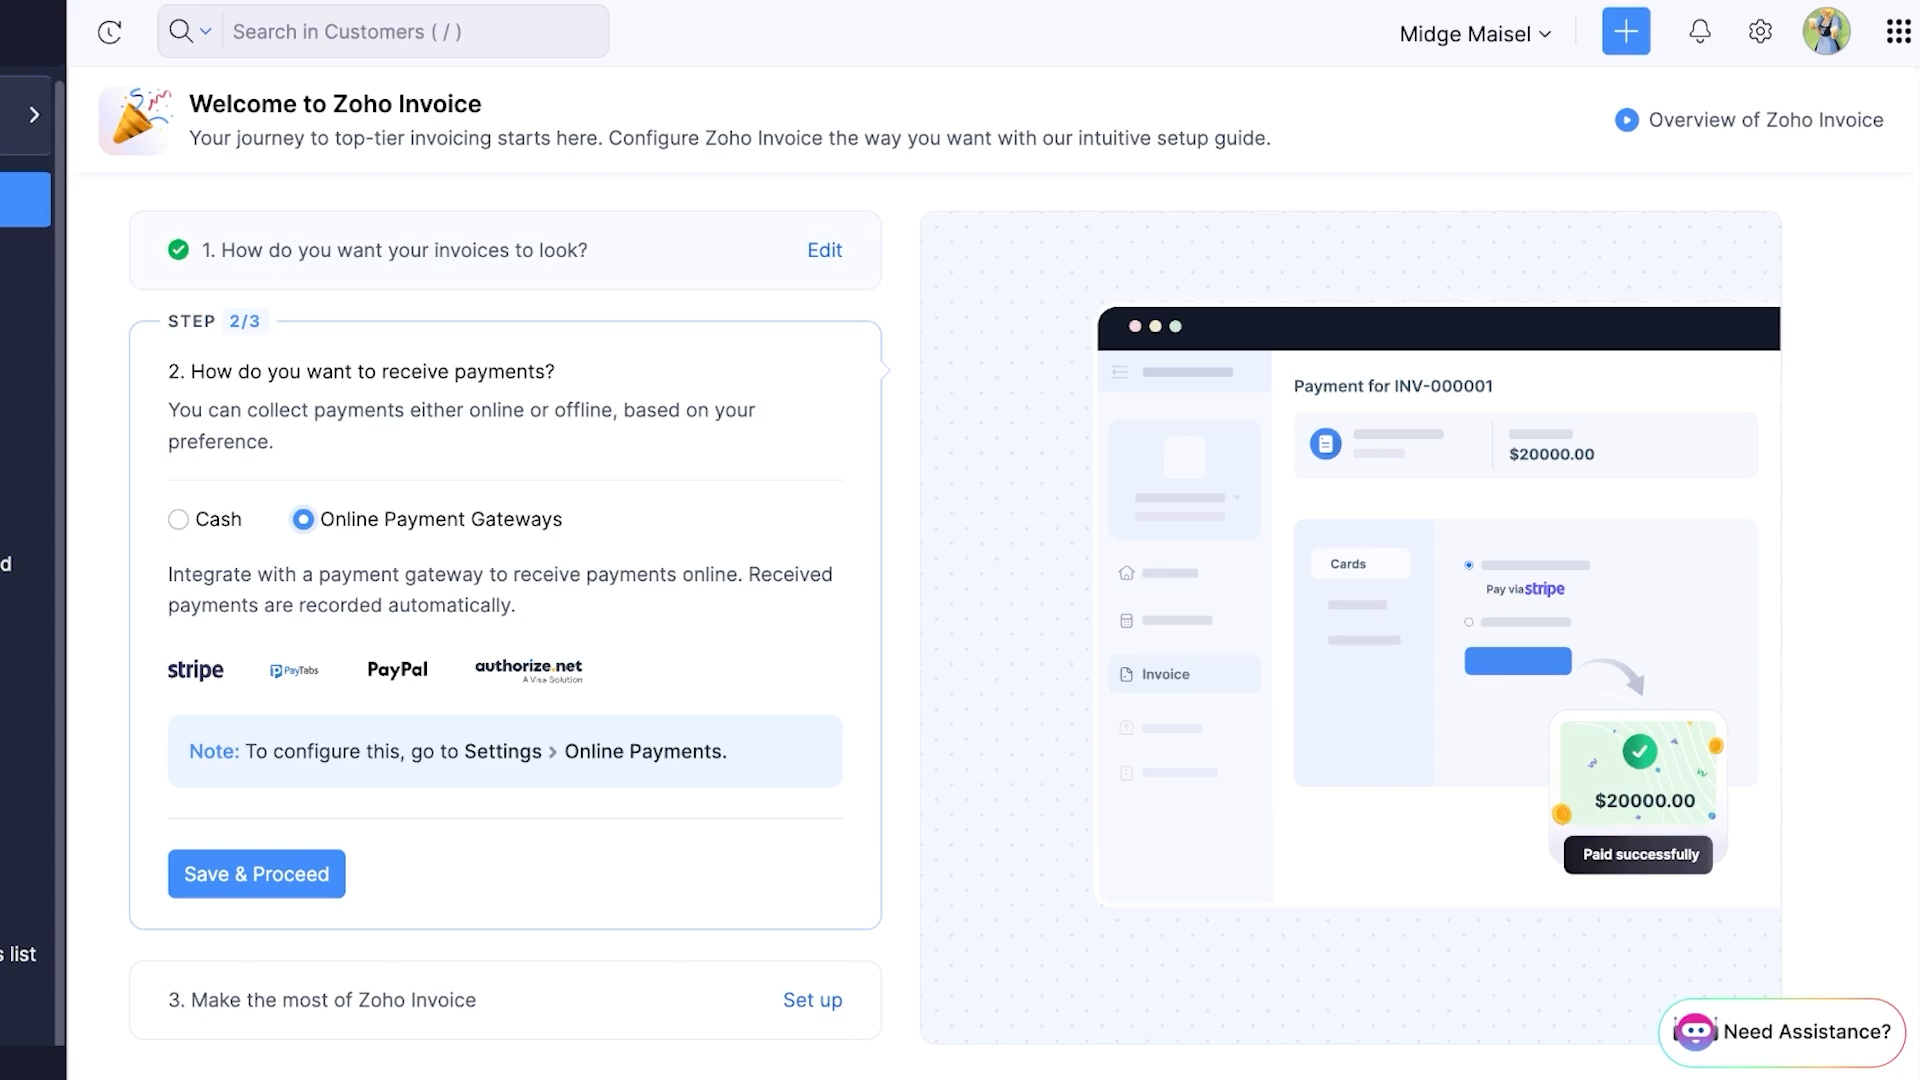 Search in Customers ( / )
Midge Maisel
Welcome to Zoho Invoice
Your journey to top-tier invoicing starts here. Configure Zoho Invoice the way you want with our intuitive setup guide.
Overview of Zoho Invoice
1. How do you want your invoices to look?
Edit
STEP 2/3
2. How do you want to receive payments?
You can collect payments either online or offline, based on your
preference.
Cash
Online Payment Gateways
Integrate with a payment gateway to receive payments online. Received
payments are recorded automatically.
stripe
PayTabs
PayPal
authorize.net
A Visa Solution
Note: To configure this, go to Settings > Online Payments.
Save & Proceed
3. Make the most of Zoho Invoice
Set up
d
s list
Payment for INV-000001
$20000.00
Cards
Pay via stripe
Invoice
$20000.00
Paid successfully
Need Assistance?